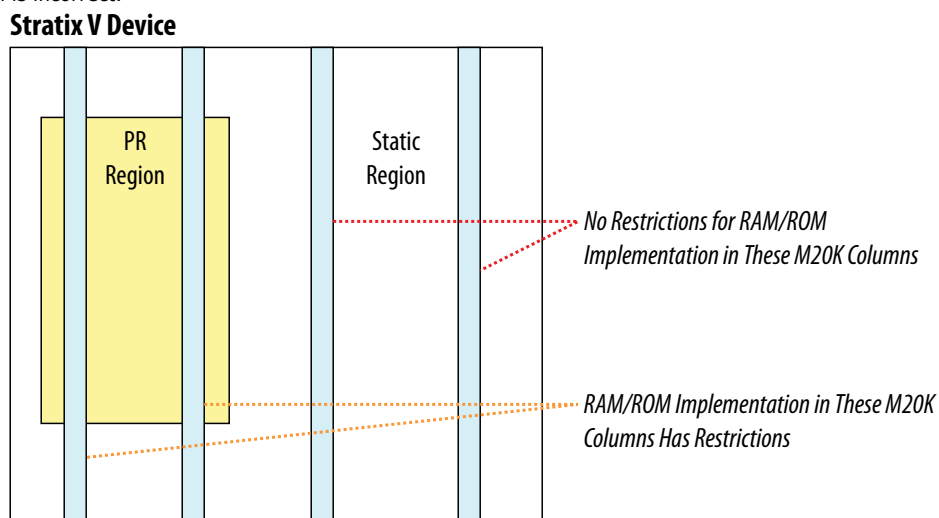 Stratix V Device
PR
Region
Static
Region
No Restrictions for RAM/ROM
Implementation in These M20K Columns
RAM/ROM Implementation in These M20K
Columns Has Restrictions